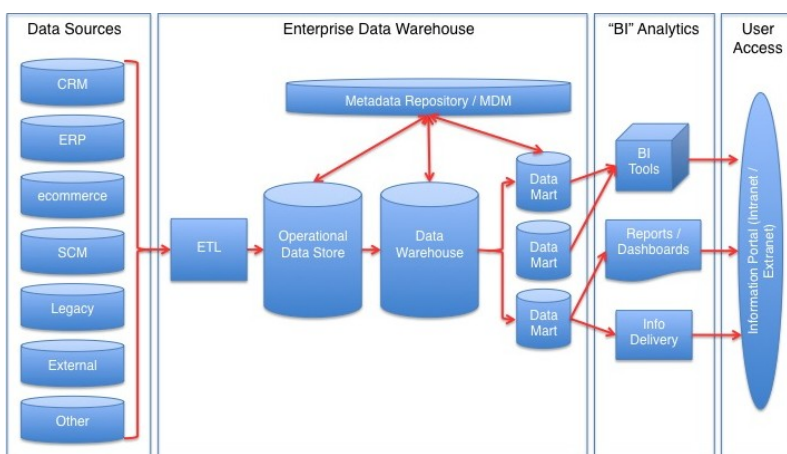 Data Sources
Enterprise Data Warehouse
“BI” Analytics
User
Access
CRM
ERP
ecommerce
SCM
Legacy
External
Other
ETL
Metadata Repository / MDM
Operational
Data Store
Data
Warehouse
Data
Mart
Data
Mart
Data
Mart
BI
Tools
Reports /
Dashboards
Info
Delivery
Information Portal (Intranet /
Extranet)